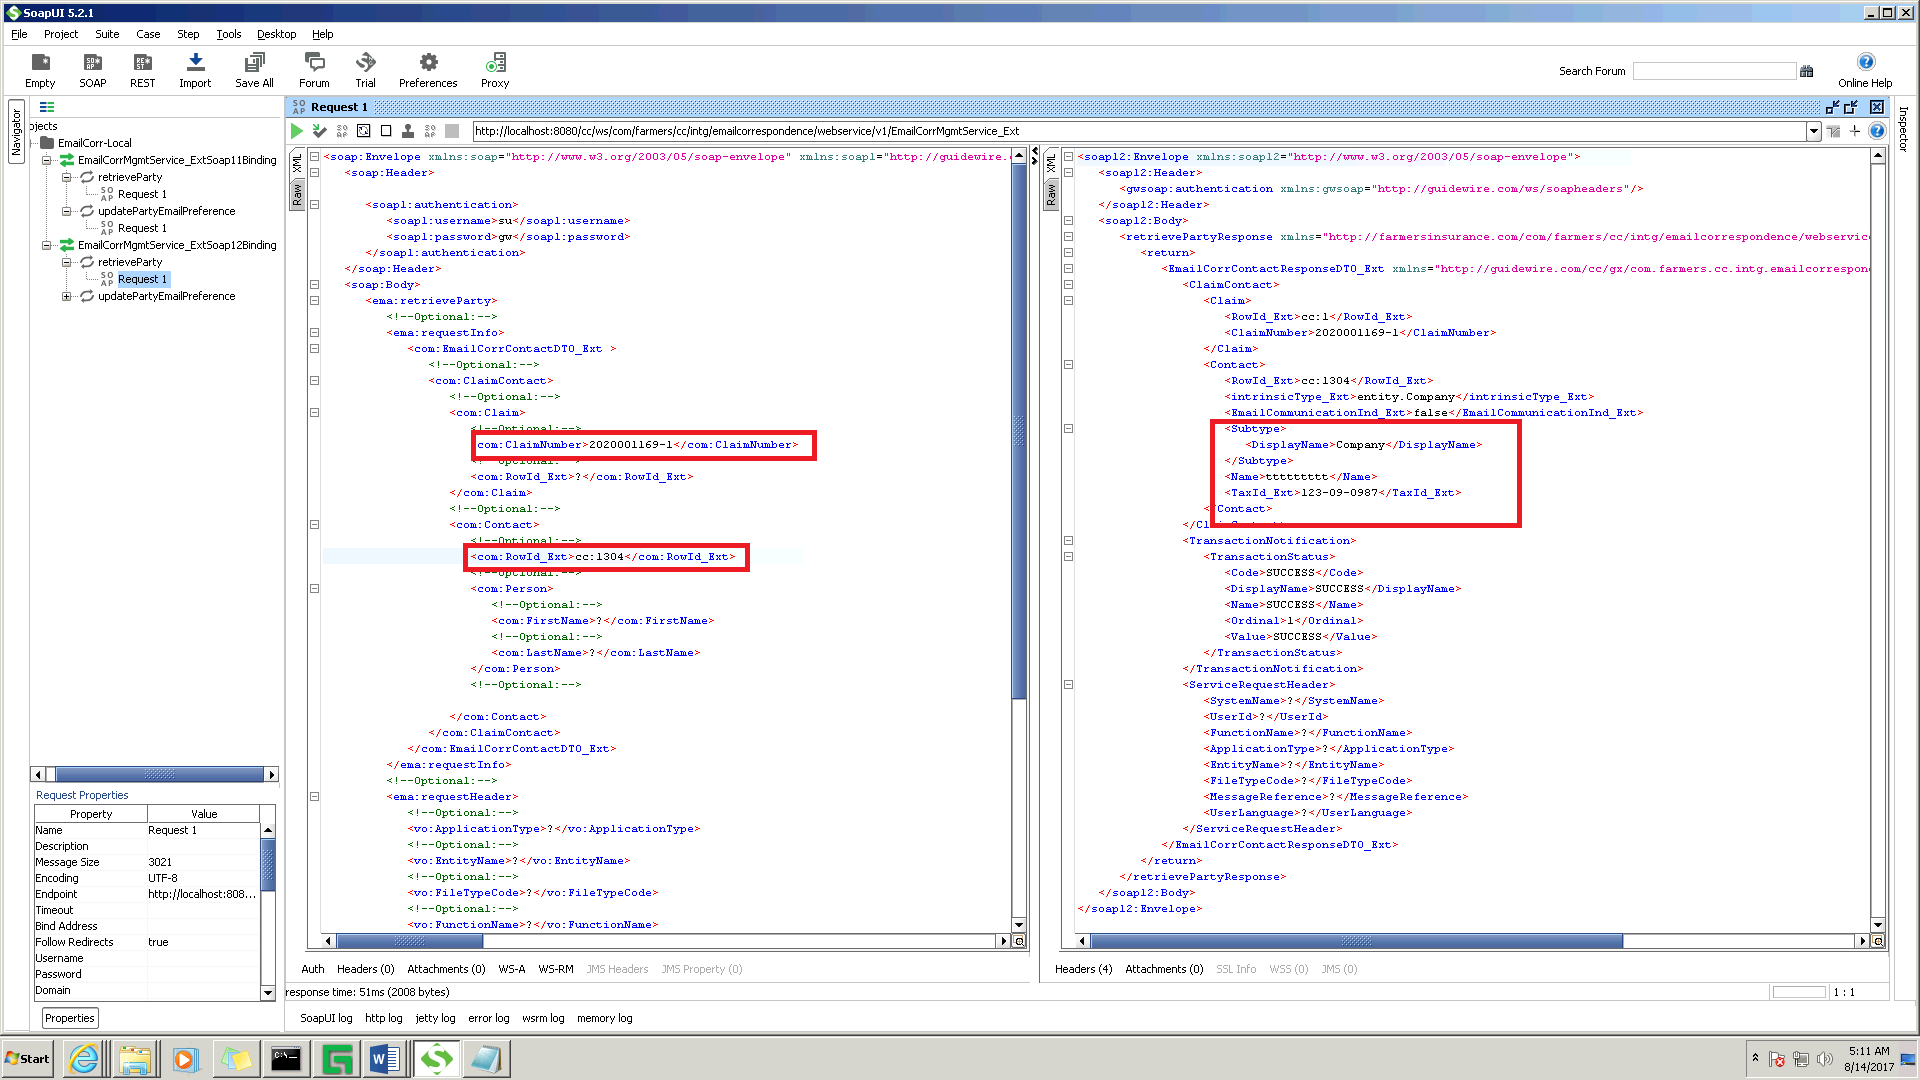 SoapUI 5.2.1
File Project Suite Case Step Tools Desktop Help
Empty SOAP REST Import Save All Forum Trial Preferences Proxy
Search Forum
Online Help
Navigator
ojects
EmailCorr-Local
EmailCorrMgmtService_ExtSoap11Binding
retrieveParty
Request 1
updatePartyEmailPreference
Request 1
EmailCorrMgmtService_ExtSoap12Binding
retrieveParty
Request 1
updatePartyEmailPreference
Request Properties
Property Value
Name Request 1
Description
Message Size 3021
Encoding UTF-8
Endpoint http://localhost:808...
Timeout
Bind Address
Follow Redirects true
Username
Password
Domain
Properties
Request 1
http://localhost:8080/cc/ws/com/farmers/cc/intg/emailcorrespondence/webservice/v1/EmailCorrMgmtService_Ext
XML
Raw
<soap:Envelope xmlns:soap="http://www.w3.org/2003/05/soap-envelope" xmlns:soap1="http://guidewire.c
<soap:Header>
<soap1:authentication>
<soap1:username>su</soap1:username>
<soap1:password>gw</soap1:password>
</soap1:authentication>
</soap:Header>
<soap:Body>
<ema:retrieveParty>
<!--Optional:-->
<ema:requestInfo>
<com:EmailCorrContactDTO_Ext >
<!--Optional:-->
<com:ClaimContact>
<!--Optional:-->
<com:Claim>
<!--Optional:-->
com:ClaimNumber>2020001169-1</com:ClaimNumber>
<!--Optional:-->
<com:RowId_Ext>?</com:RowId_Ext>
</com:Claim>
<!--Optional:-->
<com:Contact>
<!--Optional:-->
<com:RowId_Ext>cc:1304</com:RowId_Ext>
<!--Optional:-->
<com:Person>
<!--Optional:-->
<com:FirstName>?</com:FirstName>
<!--Optional:-->
<com:LastName>?</com:LastName>
</com:Person>
<!--Optional:-->
</com:Contact>
</com:ClaimContact>
</com:EmailCorrContactDTO_Ext>
</ema:requestInfo>
<!--Optional:-->
<ema:requestHeader>
<!--Optional:-->
<vo:ApplicationType>?</vo:ApplicationType>
<!--Optional:-->
<vo:EntityName>?</vo:EntityName>
<!--Optional:-->
<vo:FileTypeCode>?</vo:FileTypeCode>
<!--Optional:-->
<vo:FunctionName>?</vo:FunctionName>
Auth Headers (0) Attachments (0) WS-A WS-RM JMS Headers JMS Property (0)
response time: 51ms (2008 bytes)
XML
Raw
<soap12:Envelope xmlns:soap12="http://www.w3.org/2003/05/soap-envelope">
<soap12:Header>
<gwsoap:authentication xmlns:gwsoap="http://guidewire.com/ws/soapheaders"/>
</soap12:Header>
<soap12:Body>
<retrievePartyResponse xmlns="http://farmersinsurance.com/com/farmers/cc/intg/emailcorrespondence/webservic
<return>
<EmailCorrContactResponseDTO_Ext xmlns="http://guidewire.com/cc/gx/com.farmers.cc.intg.emailcorrespon
<ClaimContact>
<Claim>
<RowId_Ext>cc:1</RowId_Ext>
<ClaimNumber>2020001169-1</ClaimNumber>
</Claim>
<Contact>
<RowId_Ext>cc:1304</RowId_Ext>
<intrinsicType_Ext>entity.Company</intrinsicType_Ext>
<EmailCommunicationInd_Ext>false</EmailCommunicationInd_Ext>
<Subtype>
<DisplayName>Company</DisplayName>
</Subtype>
<Name>ttttttttt</Name>
<TaxId_Ext>123-09-0987</TaxId_Ext>
</Contact>
</ClaimContact>
<TransactionNotification>
<TransactionStatus>
<Code>SUCCESS</Code>
<DisplayName>SUCCESS</DisplayName>
<Name>SUCCESS</Name>
<Ordinal>1</Ordinal>
<Value>SUCCESS</Value>
</TransactionStatus>
</TransactionNotification>
<ServiceRequestHeader>
<SystemName>?</SystemName>
<UserId>?</UserId>
<FunctionName>?</FunctionName>
<ApplicationType>?</ApplicationType>
<EntityName>?</EntityName>
<FileTypeCode>?</FileTypeCode>
<MessageReference>?</MessageReference>
<UserLanguage>?</UserLanguage>
</ServiceRequestHeader>
</EmailCorrContactResponseDTO_Ext>
</return>
</retrievePartyResponse>
</soap12:Body>
</soap12:Envelope>
Headers (4) Attachments (0) SSL Info WSS (0) JMS (0)
1 : 1
Inspector
SoapUI log http log jetty log error log wsrm log memory log
Start
5:11 AM
8/14/2017